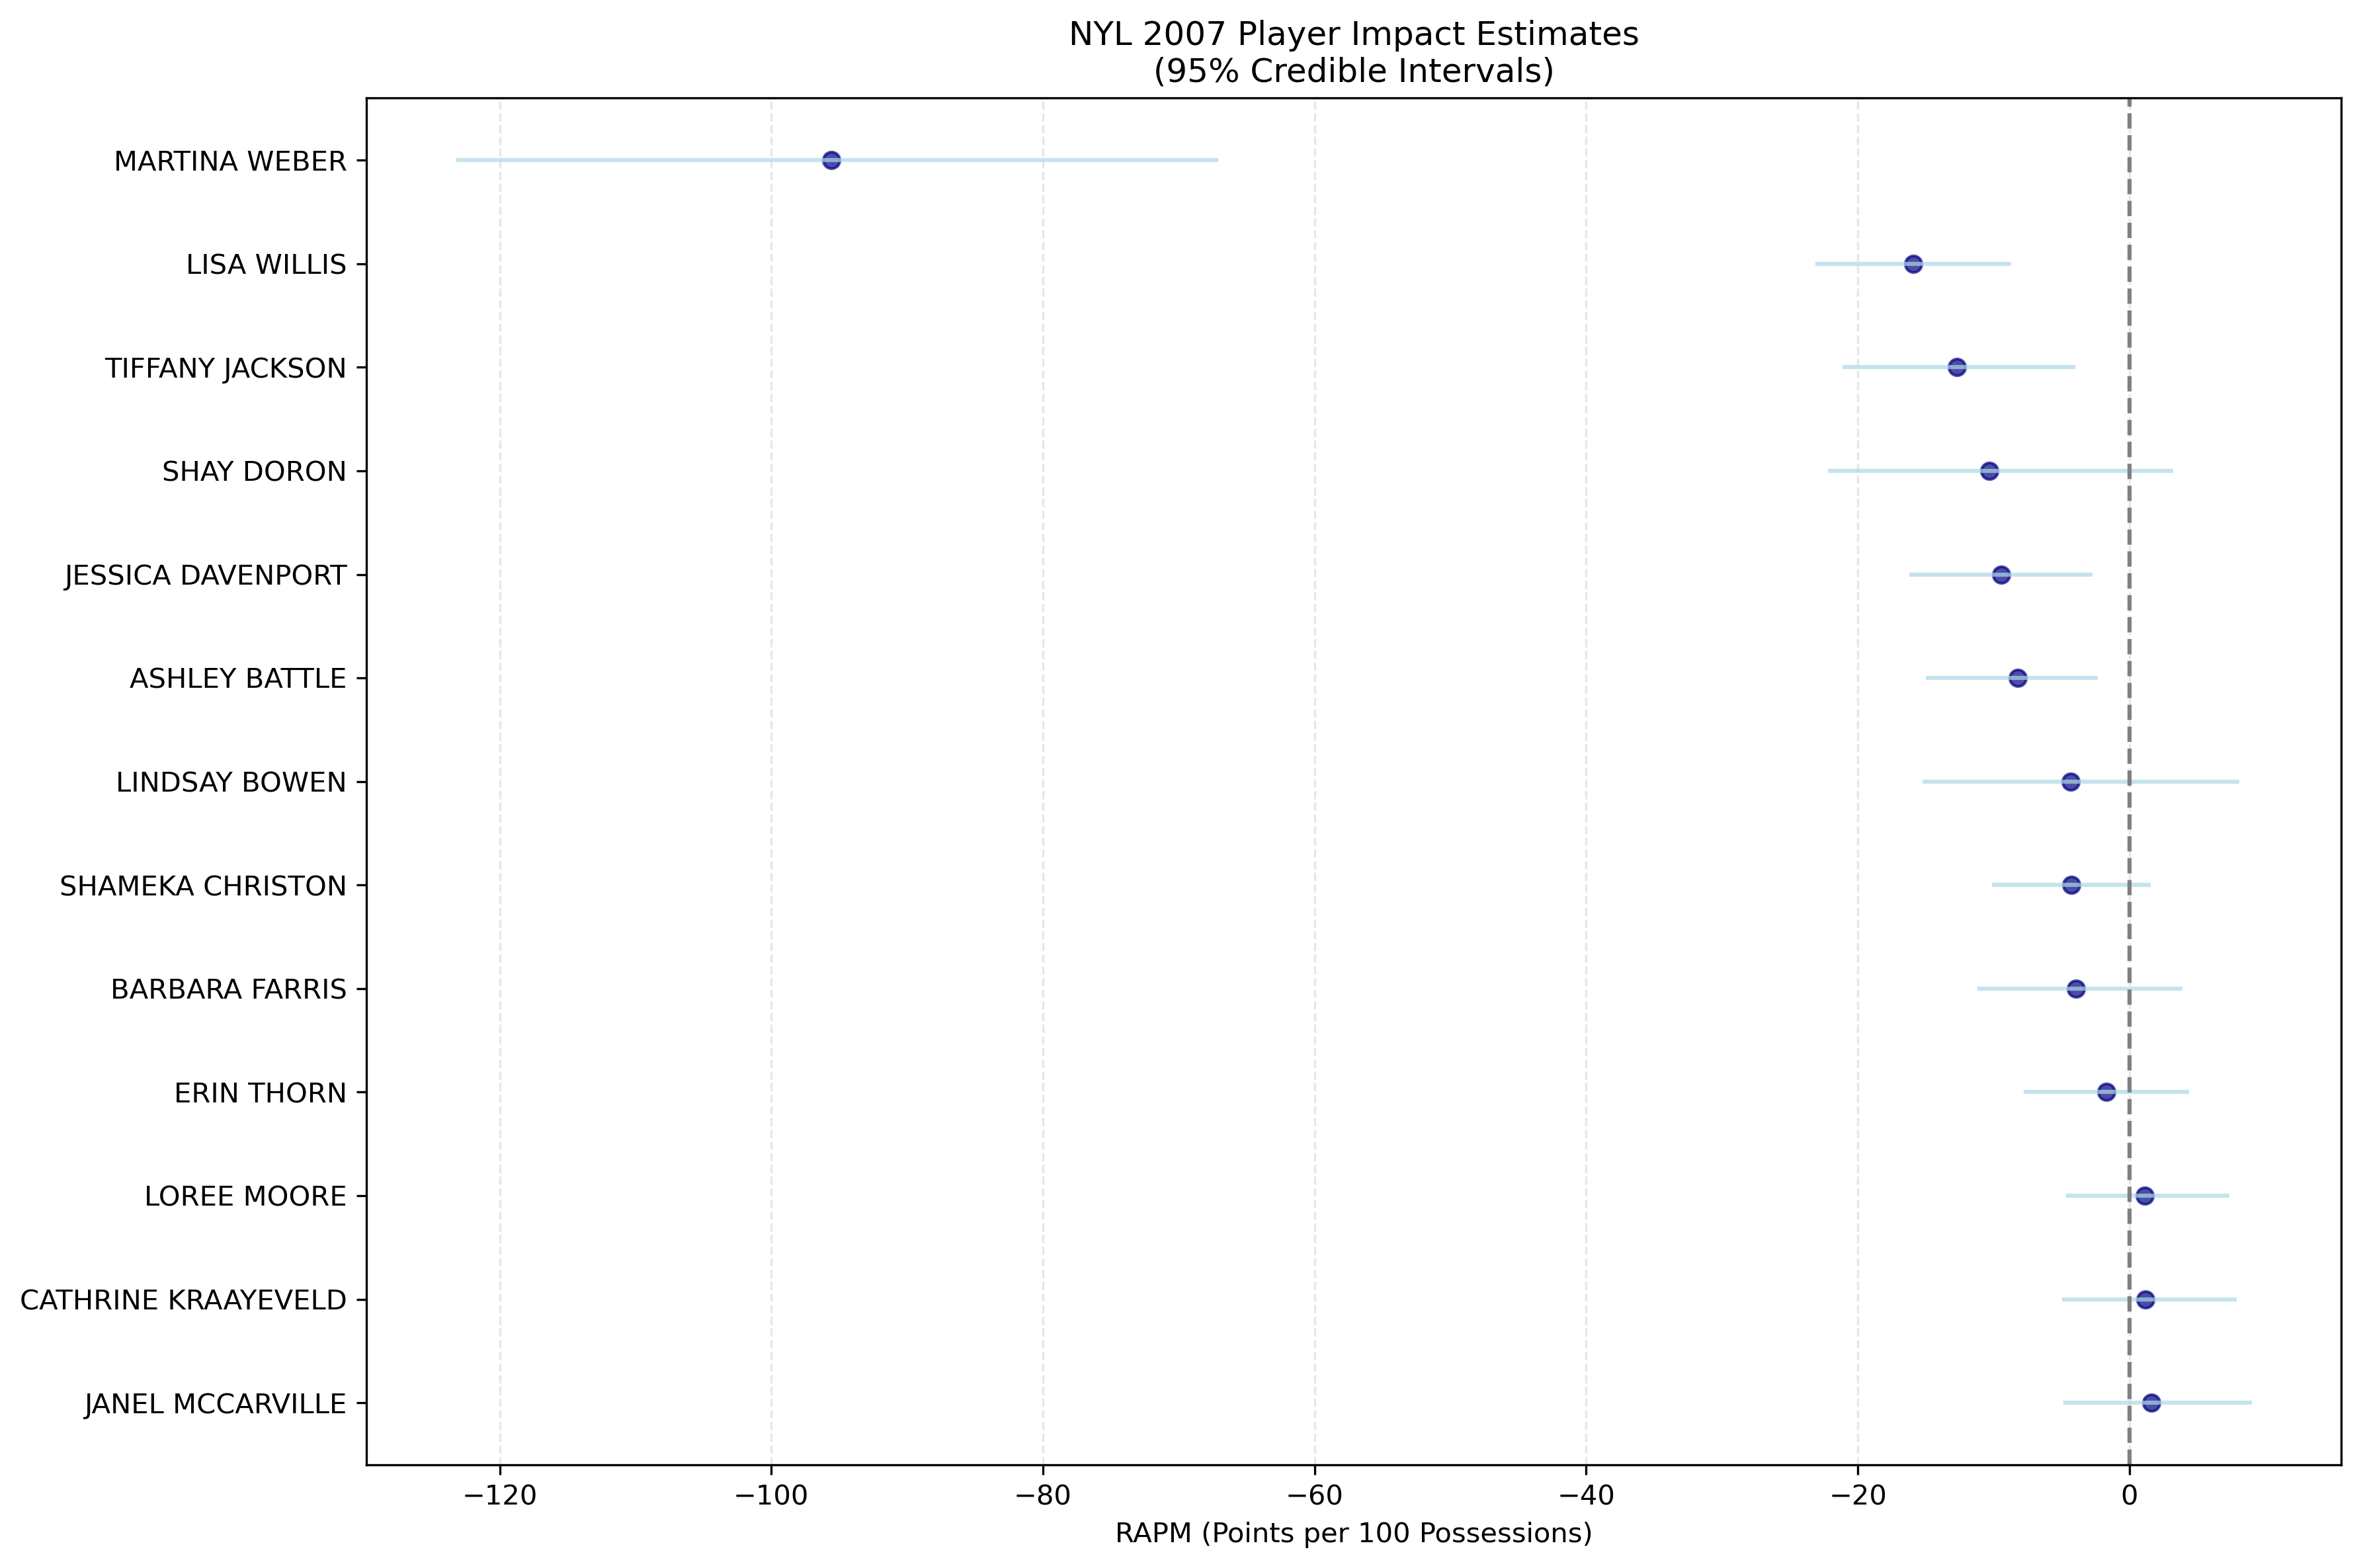 NYL 2007 Player Impact Estimates
(95% Credible Intervals)
MARTINA WEBER
LISA WILLIS
TIFFANY JACKSON
SHAY DORON
JESSICA DAVENPORT
ASHLEY BATTLE
LINDSAY BOWEN
SHAMEKA CHRISTON
BARBARA FARRIS
ERIN THORN
LOREE MOORE
CATHRINE KRAAYEVELD
JANEL MCCARVILLE
−120 −100 −80 −60 −40 −20 0
RAPM (Points per 100 Possessions)